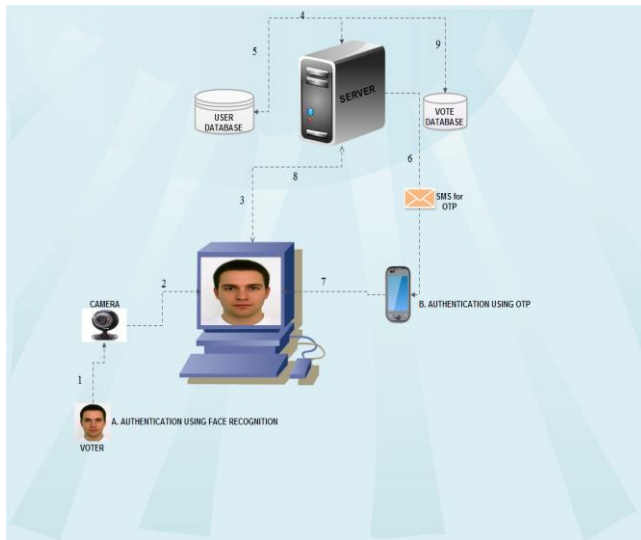 4
5
9
SERVER
USER
DATABASE
VOTE
DATABASE
6
8
3
SMS for
OTP
CAMERA
2
7
B. AUTHENTICATION USING OTP
1
A. AUTHENTICATION USING FACE RECOGNITION
VOTER